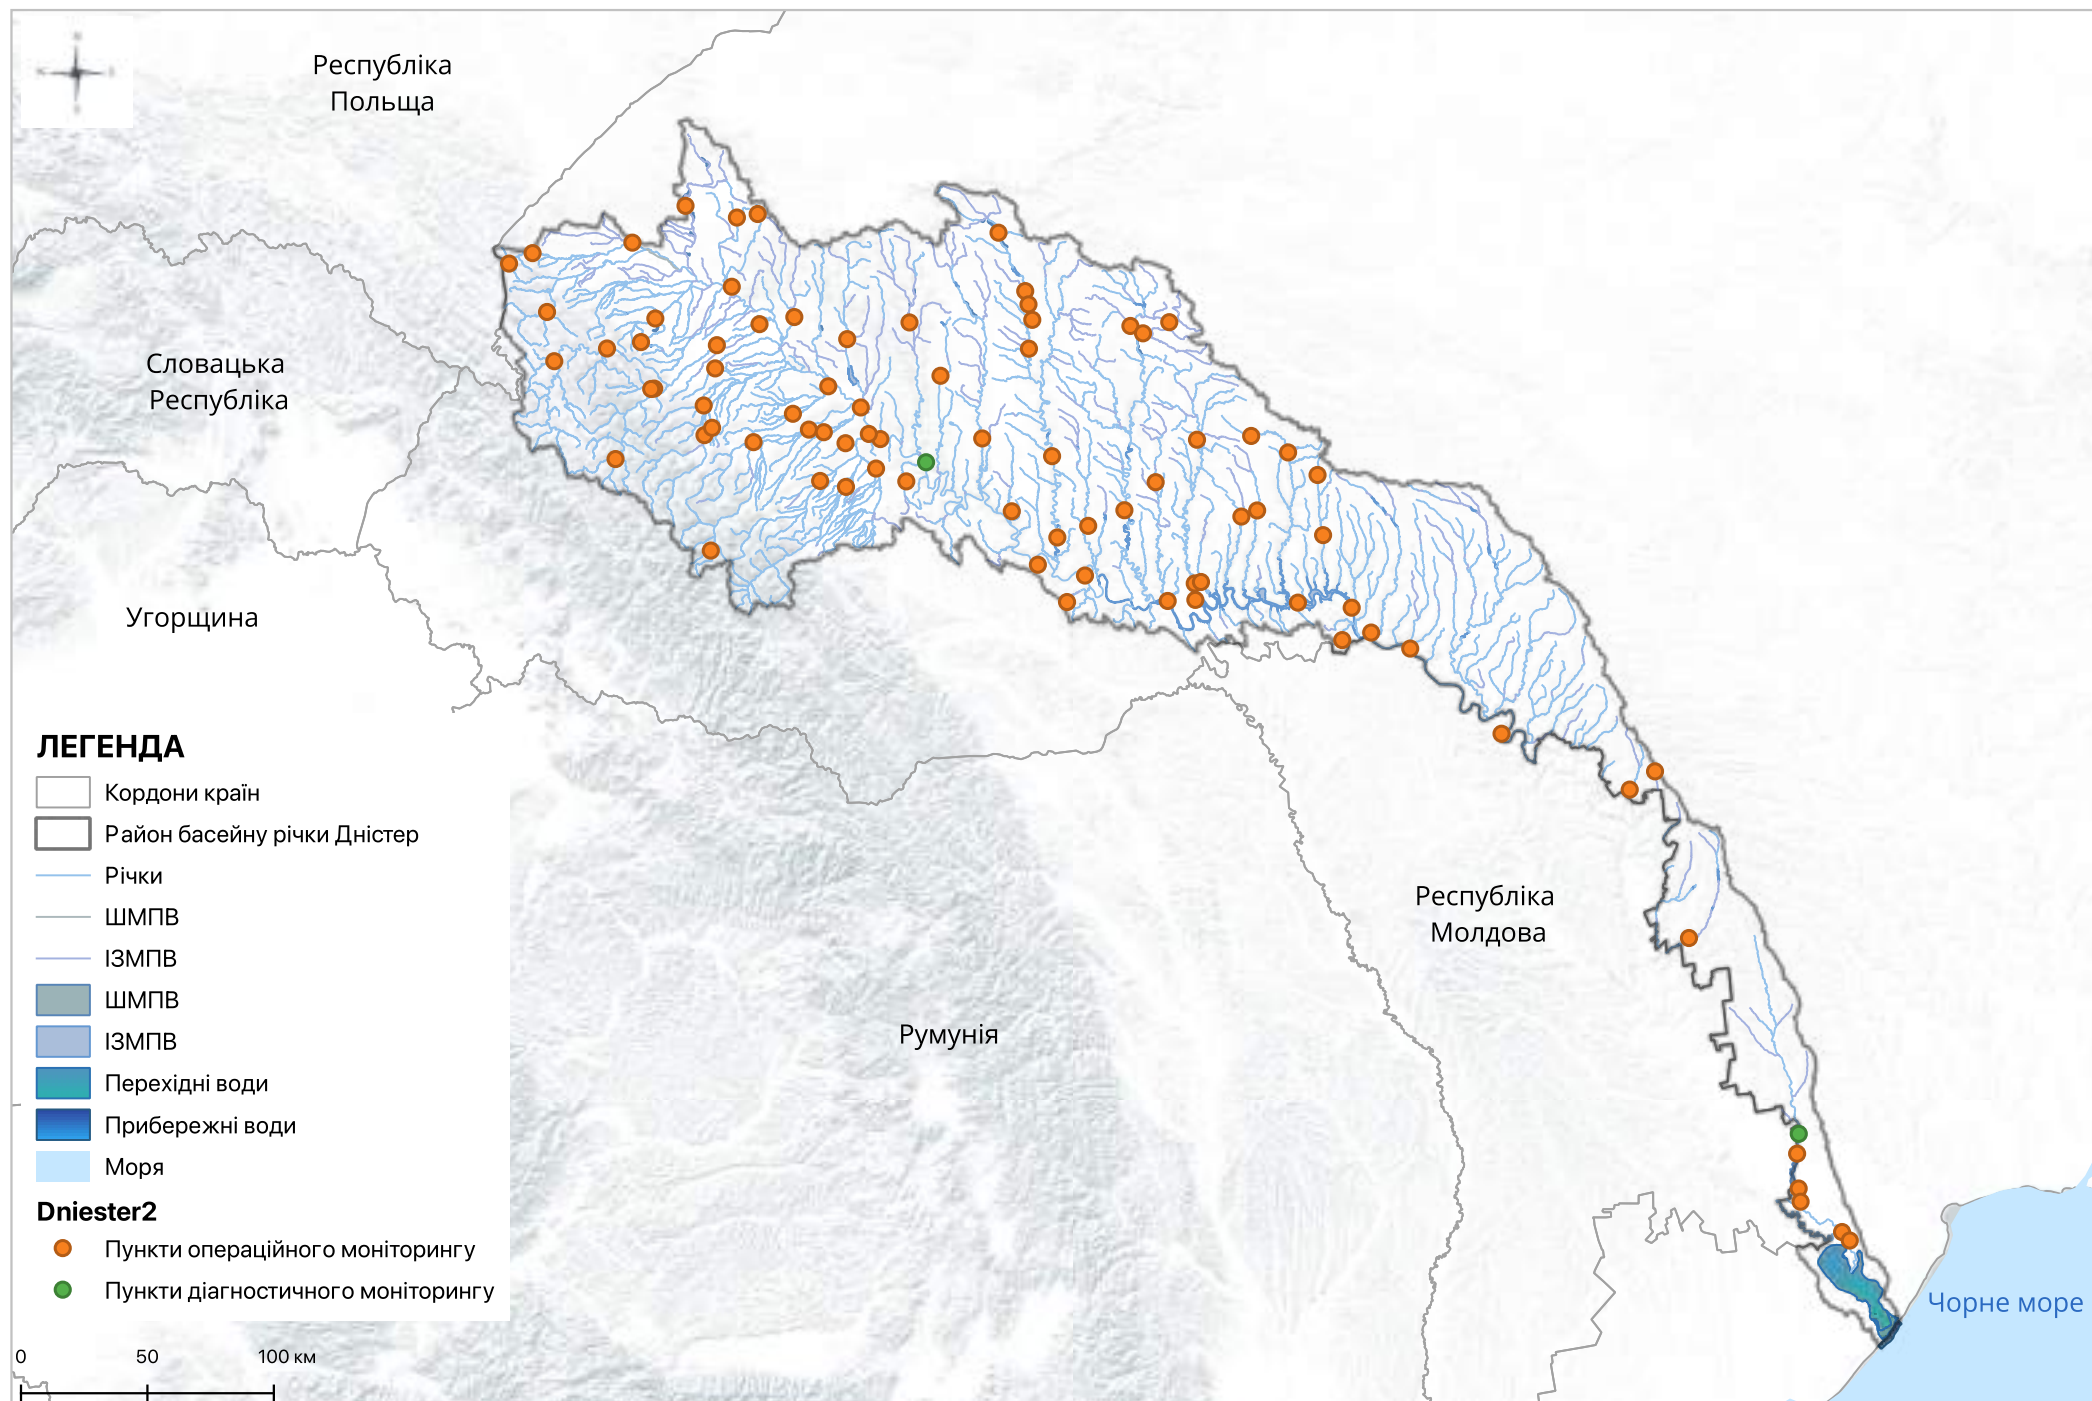 Республіка
Польща
Словацька
Республіка
Угорщина
Республіка
Молдова
Румунія
Чорне море
ЛЕГЕНДА
Кордони країн
Район басейну річки Дністер
Річки
ШМПВ
ІЗМПВ
ШМПВ
ІЗМПВ
Перехідні води
Прибережні води
Моря
Dniester2
Пункти операційного моніторингу
Пункти діагностичного моніторингу
0 50 100 км